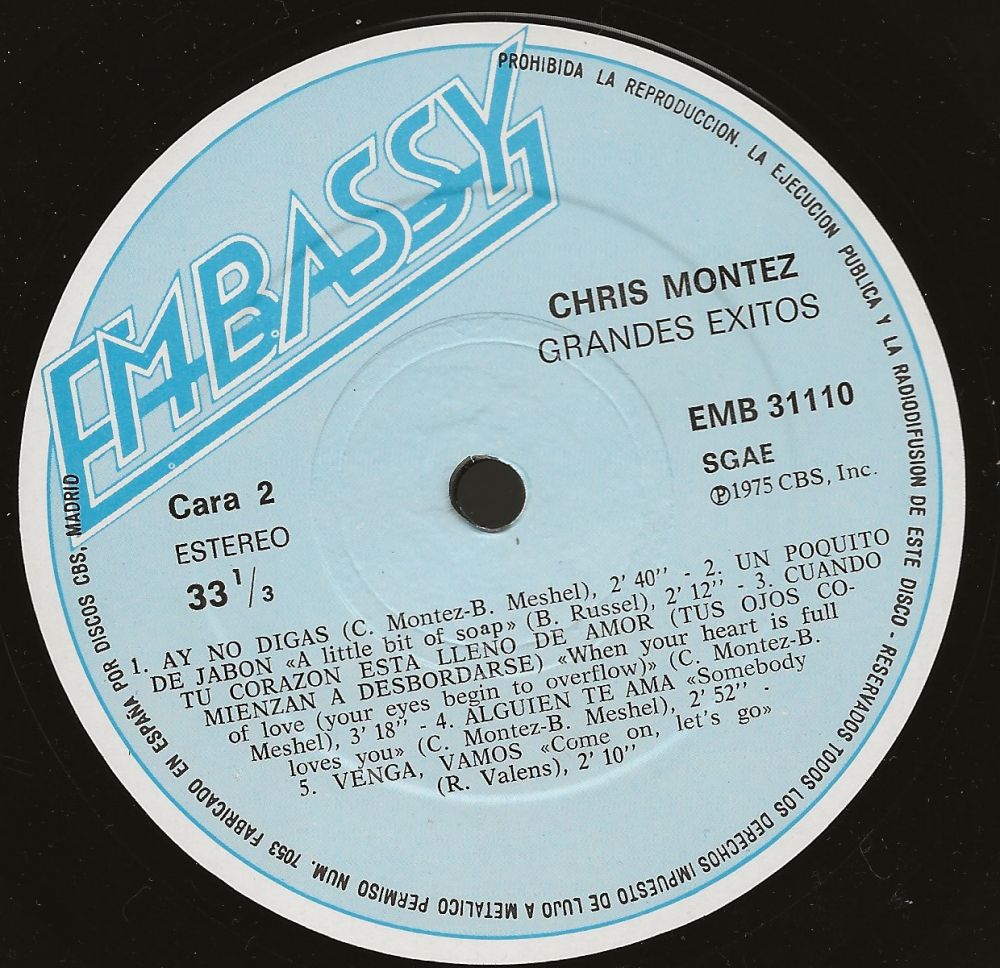 EMBASSY
CHRIS MONTEZ
GRANDES EXITOS
EMB 31110
SGAE
Ⓟ1975 CBS, Inc.
Cara 2
ESTEREO
33 1/3
1. AY NO DIGAS (C. Montez-B. Meshel), 2' 40'' - 2. UN POQUITO
DE JABON «A little bit of soap» (B. Russel), 2' 12'' - 3. CUANDO
TU CORAZON ESTA LLENO DE AMOR (TUS OJOS CO-
MIENZAN A DESBORDARSE) «When your heart is full
of love (your eyes begin to overflow)» (C. Montez-B.
Meshel), 3' 18'' - 4. ALGUIEN TE AMA «Somebody
loves you» (C. Montez-B. Meshel), 2' 52'' -
5. VENGA, VAMOS «Come on, let's go»
(R. Valens), 2' 10''
PROHIBIDA LA REPRODUCCION. LA EJECUCION PUBLICA Y LA RADIODIFUSION DE ESTE DISCO - RESERVADOS TODOS LOS DERECHOS IMPUESTO DE LUJO A METALICO PERMISO NUM. 7053 FABRICADO EN ESPAÑA POR DISCOS CBS, MADRID